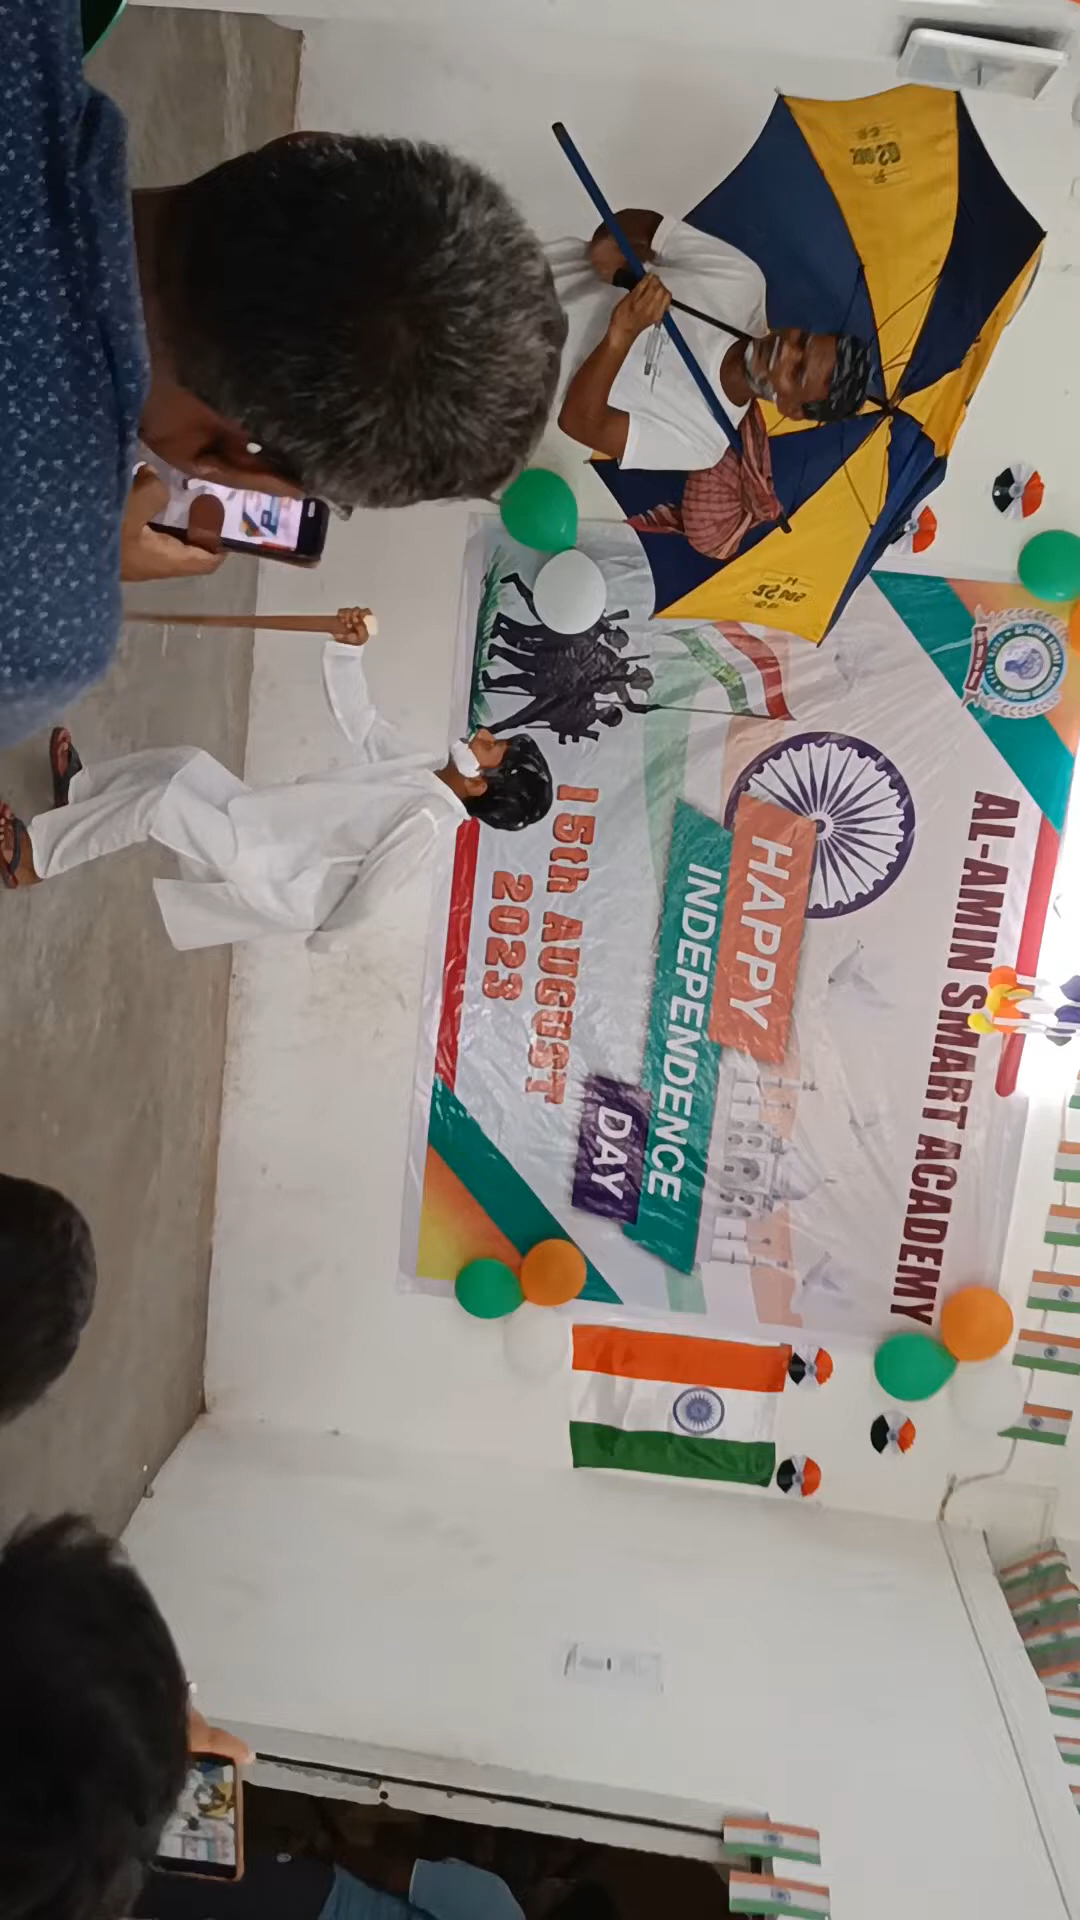 AL-AMIN SMART ACADEMY
HAPPY
INDEPENDENCE
DAY
15th AUGUST
2023